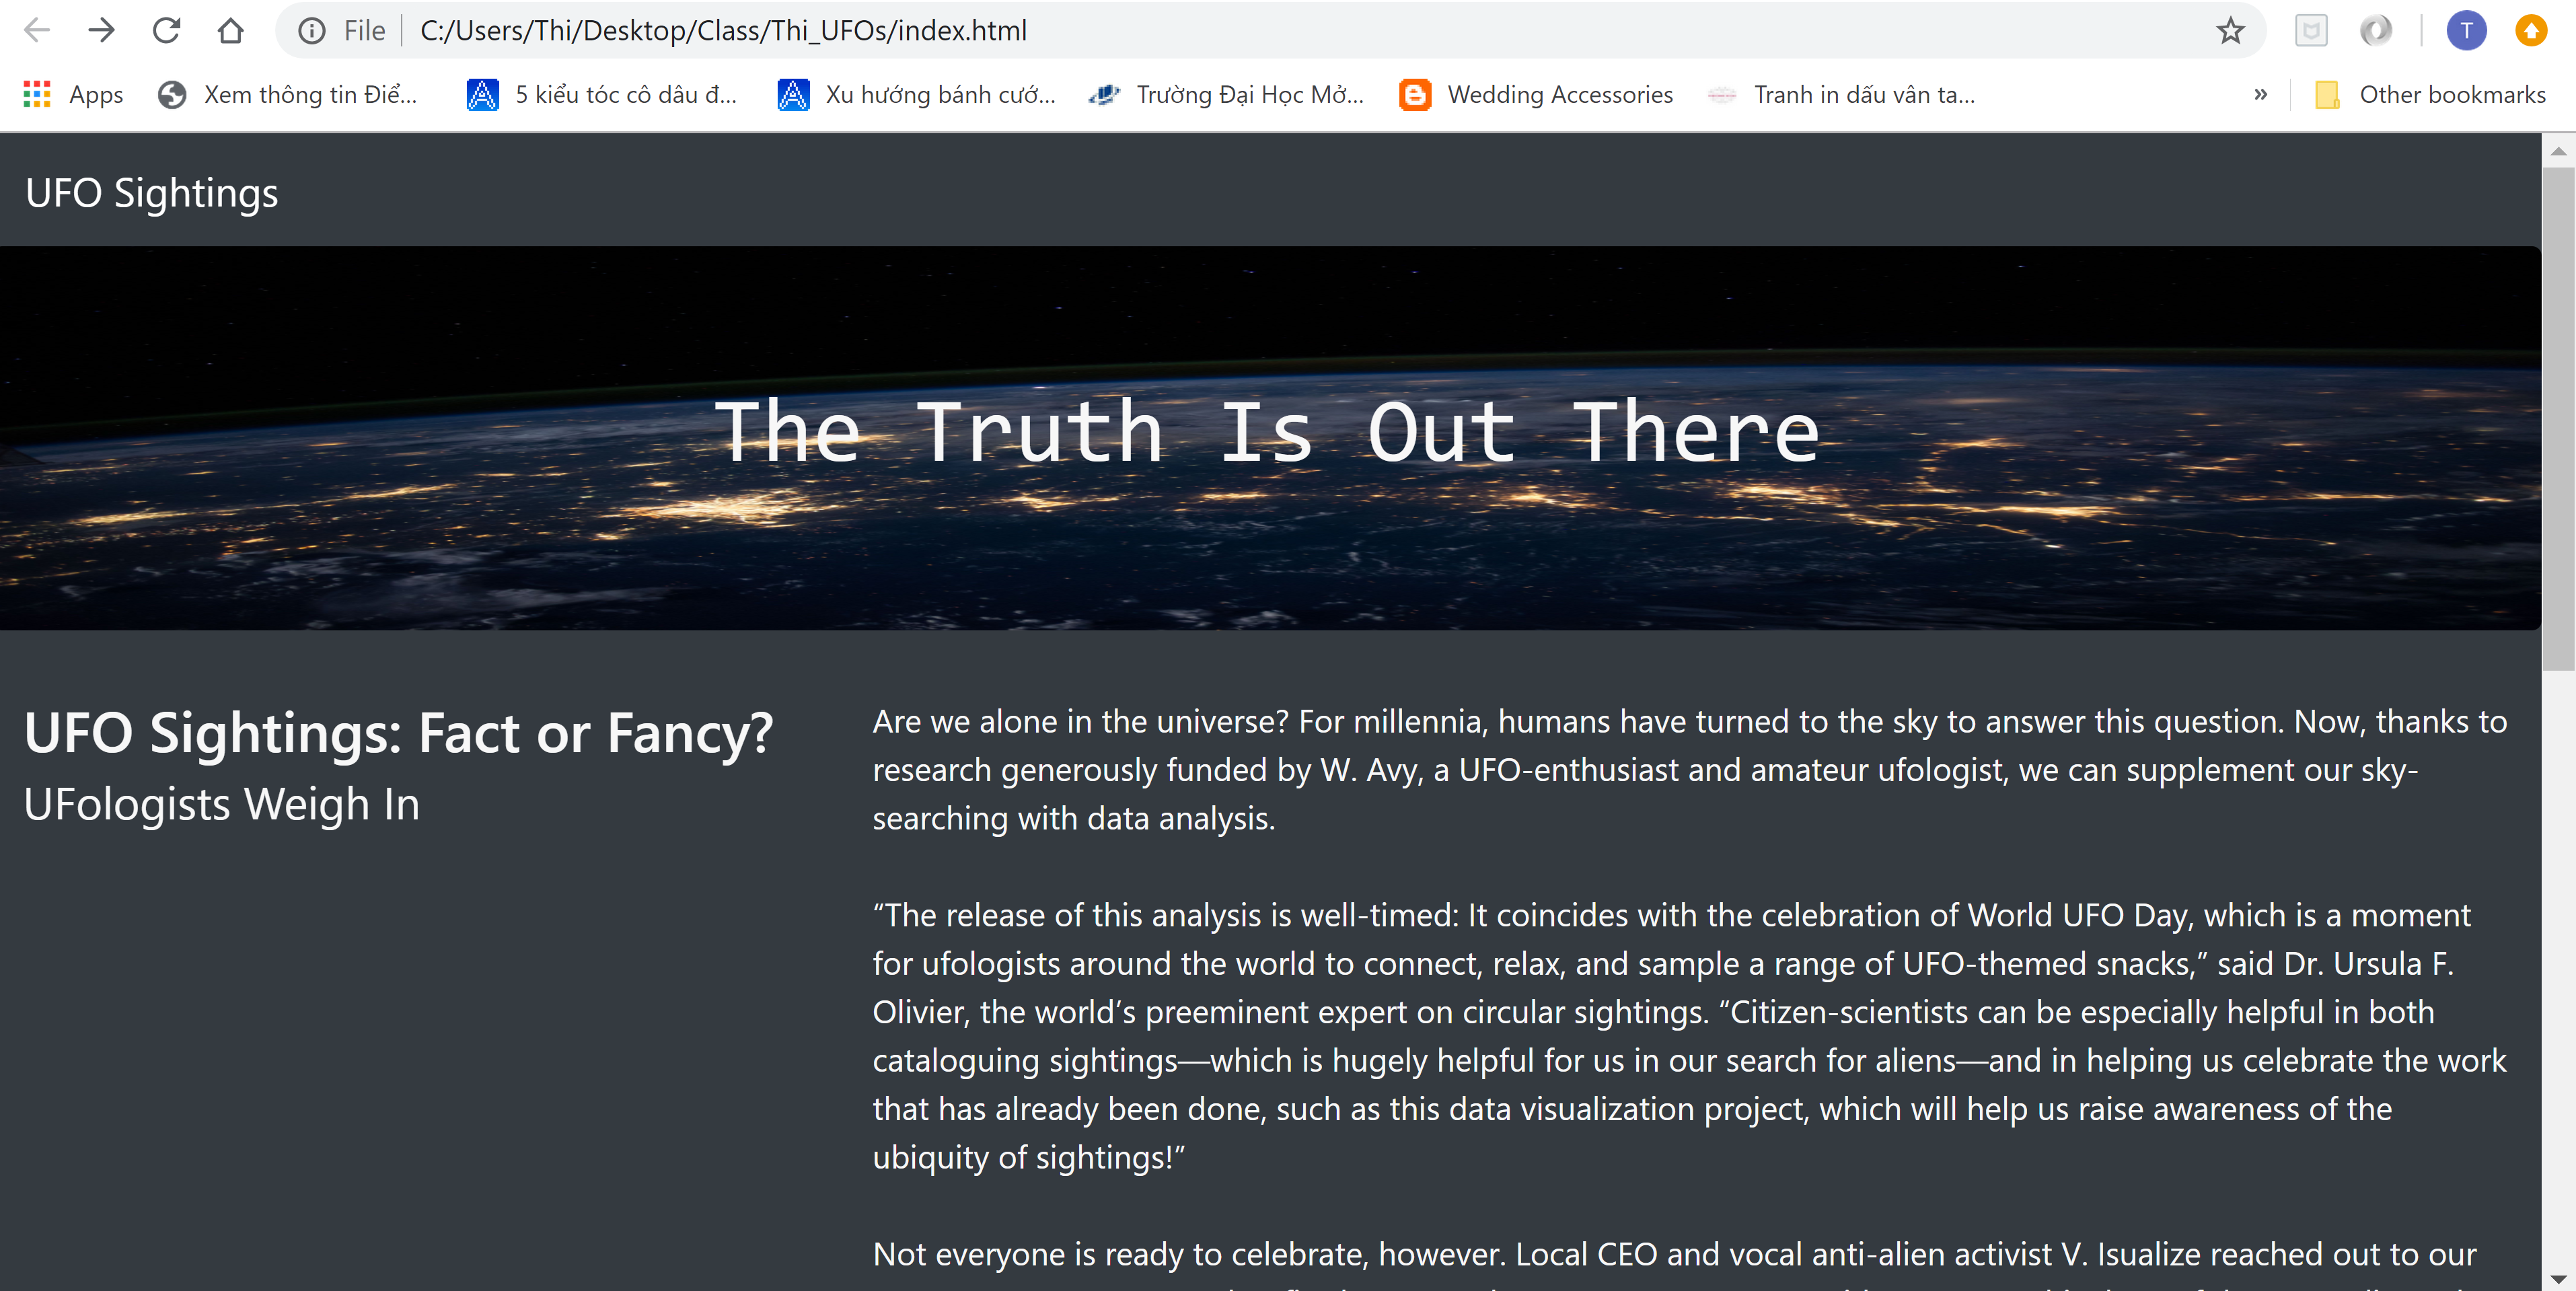 File C:/Users/Thi/Desktop/Class/Thi_UFOs/index.html T
Apps Xem thông tin Điể... 5 kiểu tóc cô dâu đ... Xu hướng bánh cướ... Trường Đại Học Mở... Wedding Accessories Tranh in dấu vân ta... » Other bookmarks
UFO Sightings
The Truth Is Out There
UFO Sightings: Fact or Fancy?
UFologists Weigh In
Are we alone in the universe? For millennia, humans have turned to the sky to answer this question. Now, thanks to
research generously funded by W. Avy, a UFO-enthusiast and amateur ufologist, we can supplement our sky-
searching with data analysis.
“The release of this analysis is well-timed: It coincides with the celebration of World UFO Day, which is a moment
for ufologists around the world to connect, relax, and sample a range of UFO-themed snacks,” said Dr. Ursula F.
Olivier, the world’s preeminent expert on circular sightings. “Citizen-scientists can be especially helpful in both
cataloguing sightings—which is hugely helpful for us in our search for aliens—and in helping us celebrate the work
that has already been done, such as this data visualization project, which will help us raise awareness of the
ubiquity of sightings!”
Not everyone is ready to celebrate, however. Local CEO and vocal anti-alien activist V. Isualize reached out to our